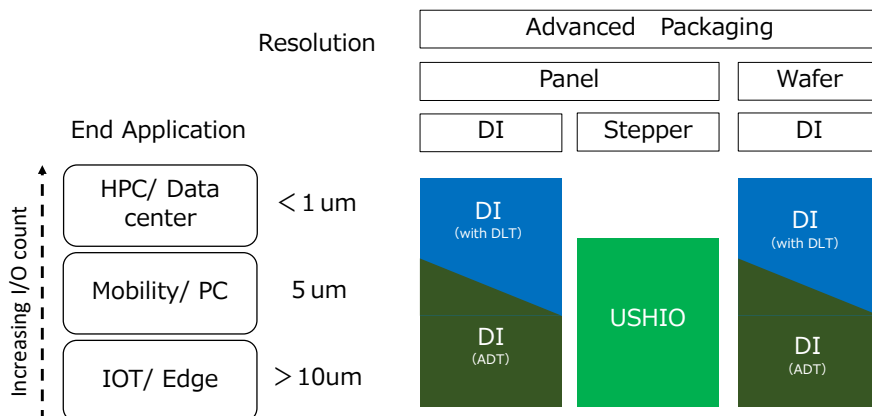 Resolution
Advanced Packaging
Panel
Wafer
End Application
DI
Stepper
DI
Increasing I/O count
HPC/ Data
center
＜1 um
Mobility/ PC
5 um
IOT/ Edge
＞10um
DI
(with DLT)
DI
(ADT)
USHIO
DI
(with DLT)
DI
(ADT)